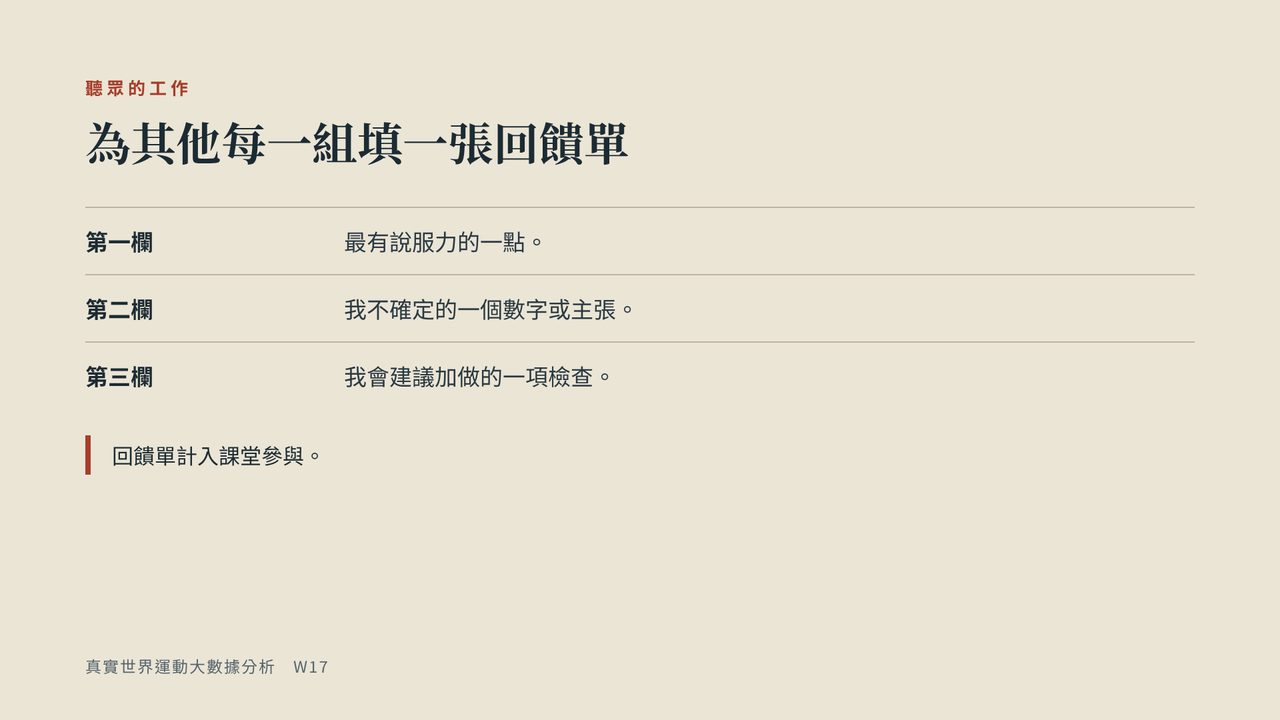 聽眾的工作
為其他每一組填一張回饋單
第一欄 最有說服力的一點。
第二欄 我不確定的一個數字或主張。
第三欄 我會建議加做的一項檢查。
回饋單計入課堂參與。
真實世界運動大數據分析 W17